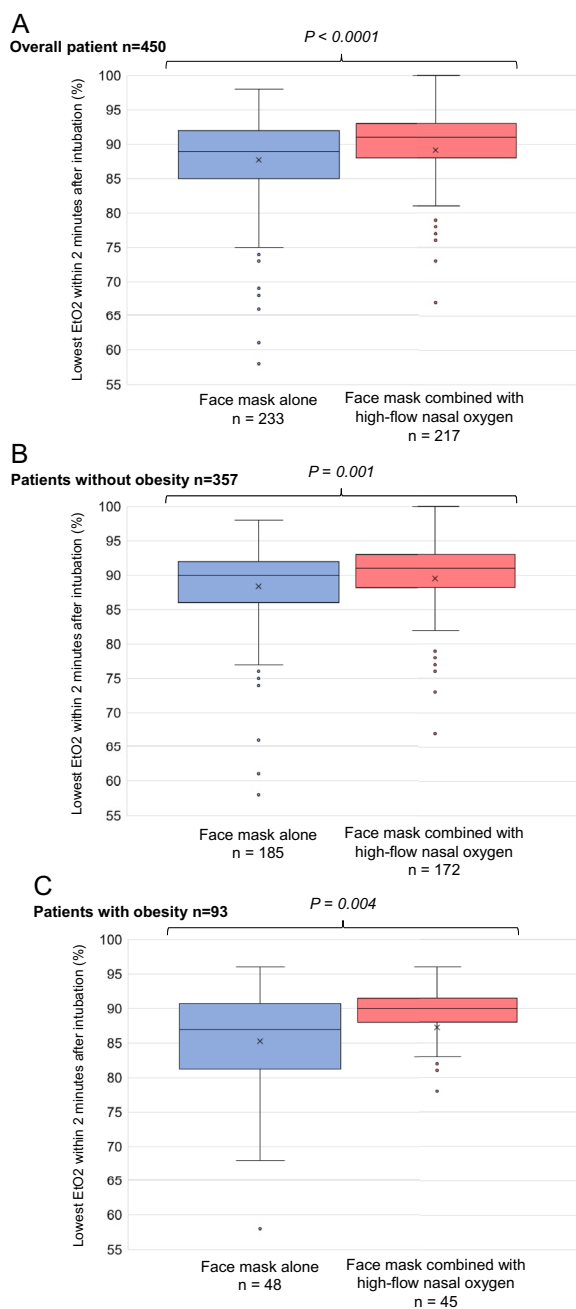 A
Overall patient n=450
P < 0.0001
Lowest EtO2 within 2 minutes after intubation (%)
100
95
90
85
80
75
70
65
60
55
Face mask alone
n = 233
Face mask combined with
high-flow nasal oxygen
n = 217
B
Patients without obesity n=357
P = 0.001
Lowest EtO2 within 2 minutes after intubation (%)
100
95
90
85
80
75
70
65
60
55
Face mask alone
n = 185
Face mask combined with
high-flow nasal oxygen
n = 172
C
Patients with obesity n=93
P = 0.004
Lowest EtO2 within 2 minutes after intubation (%)
100
95
90
85
80
75
70
65
60
55
Face mask alone
n = 48
Face mask combined with
high-flow nasal oxygen
n = 45